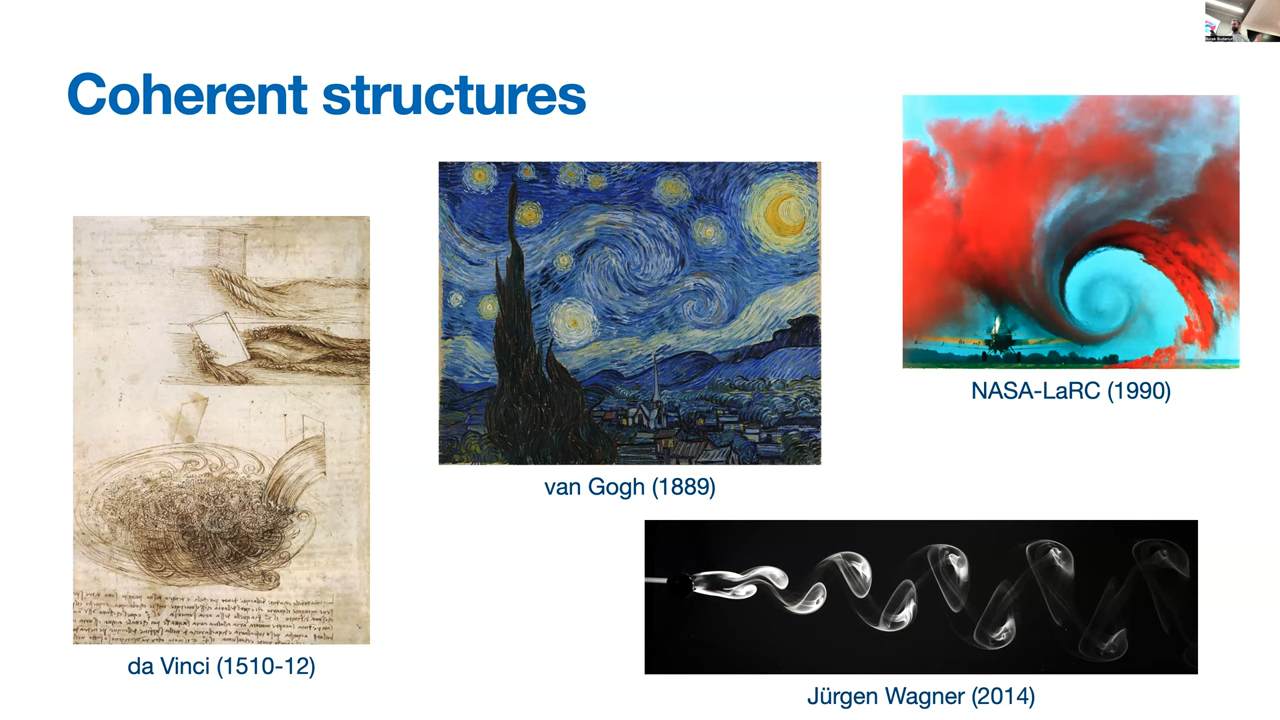 Coherent structures
NASA-LaRC (1990)
van Gogh (1889)
da Vinci (1510-12)
Jürgen Wagner (2014)